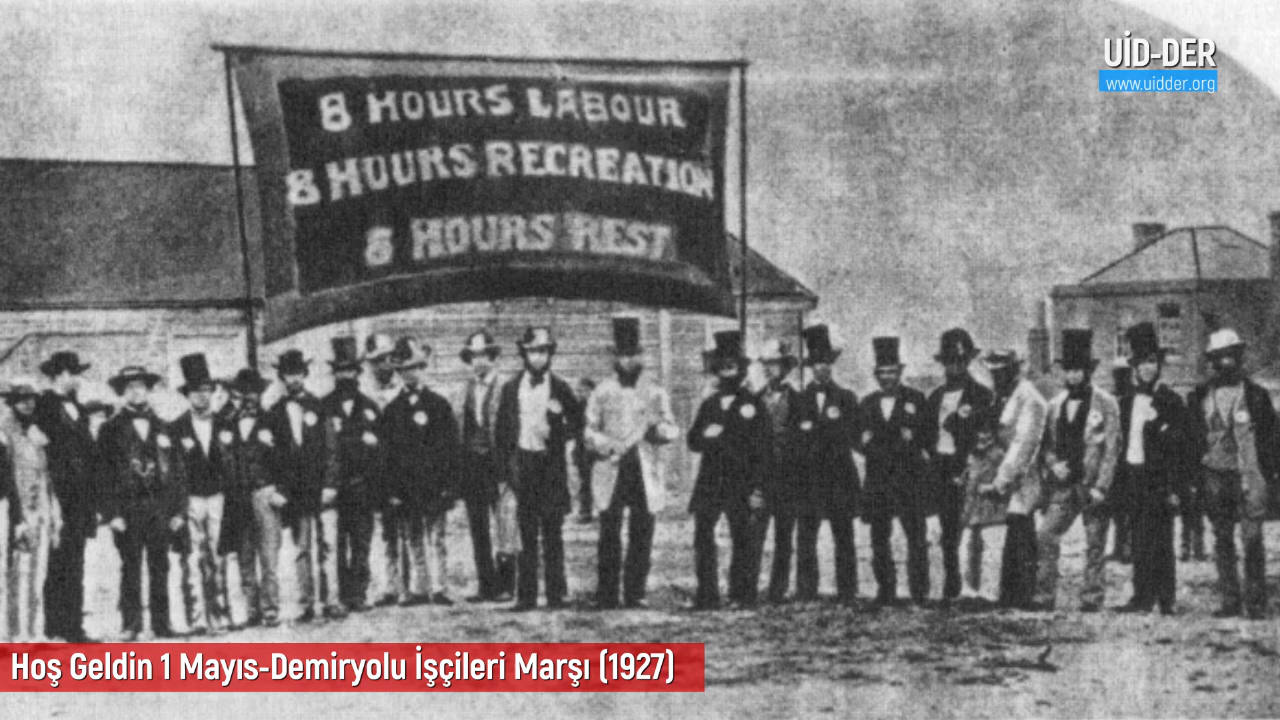 UİD-DER
www.uidder.org
8 HOURS LABOUR
8 HOURS RECREATION
8 HOURS REST
Hoş Geldin 1 Mayıs-Demiryolu İşçileri Marşı (1927)